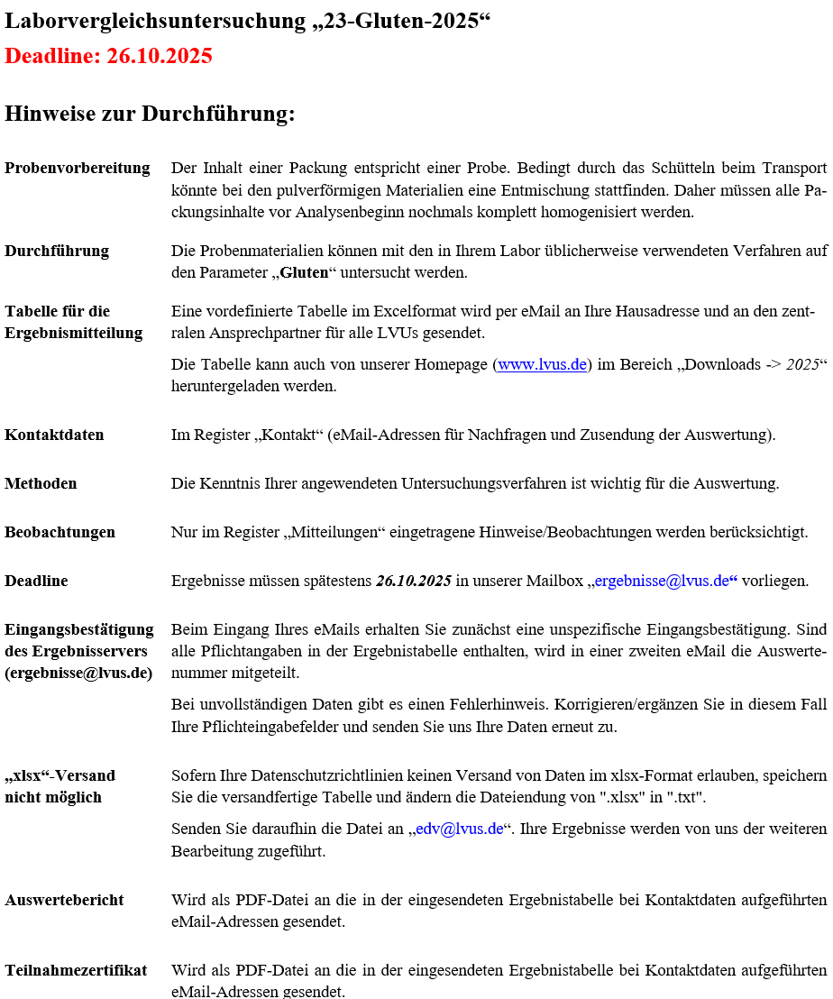 Laborvergleichsuntersuchung „23-Gluten-2025“
Deadline: 26.10.2025
Hinweise zur Durchführung:
Probenvorbereitung Der Inhalt einer Packung entspricht einer Probe. Bedingt durch das Schütteln beim Transport
könnte bei den pulverförmigen Materialien eine Entmischung stattfinden. Daher müssen alle Pa-
ckungsinhalte vor Analysenbeginn nochmals komplett homogenisiert werden.
Durchführung Die Probenmaterialien können mit den in Ihrem Labor üblicherweise verwendeten Verfahren auf
den Parameter „Gluten“ untersucht werden.
Tabelle für die Eine vordefinierte Tabelle im Excelformat wird per eMail an Ihre Hausadresse und an den zent-
Ergebnismitteilung ralen Ansprechpartner für alle LVUs gesendet.
Die Tabelle kann auch von unserer Homepage (www.lvus.de) im Bereich „Downloads -> 2025“
heruntergeladen werden.
Kontaktdaten Im Register „Kontakt“ (eMail-Adressen für Nachfragen und Zusendung der Auswertung).
Methoden Die Kenntnis Ihrer angewendeten Untersuchungsverfahren ist wichtig für die Auswertung.
Beobachtungen Nur im Register „Mitteilungen“ eingetragene Hinweise/Beobachtungen werden berücksichtigt.
Deadline Ergebnisse müssen spätestens 26.10.2025 in unserer Mailbox „ergebnisse@lvus.de“ vorliegen.
Eingangsbestätigung Beim Eingang Ihres eMails erhalten Sie zunächst eine unspezifische Eingangsbestätigung. Sind
des Ergebnisservers alle Pflichtangaben in der Ergebnistabelle enthalten, wird in einer zweiten eMail die Auswerte-
(ergebnisse@lvus.de) nummer mitgeteilt.
Bei unvollständigen Daten gibt es einen Fehlerhinweis. Korrigieren/ergänzen Sie in diesem Fall
Ihre Pflichteingabefelder und senden Sie uns Ihre Daten erneut zu.
„xlsx“-Versand Sofern Ihre Datenschutzrichtlinien keinen Versand von Daten im xlsx-Format erlauben, speichern
nicht möglich Sie die versandfertige Tabelle und ändern die Dateiendung von ".xlsx" in ".txt".
Senden Sie daraufhin die Datei an „edv@lvus.de“. Ihre Ergebnisse werden von uns der weiteren
Bearbeitung zugeführt.
Auswertebericht Wird als PDF-Datei an die in der eingesendeten Ergebnistabelle bei Kontaktdaten aufgeführten
eMail-Adressen gesendet.
Teilnahmezertifikat Wird als PDF-Datei an die in der eingesendeten Ergebnistabelle bei Kontaktdaten aufgeführten
eMail-Adressen gesendet.